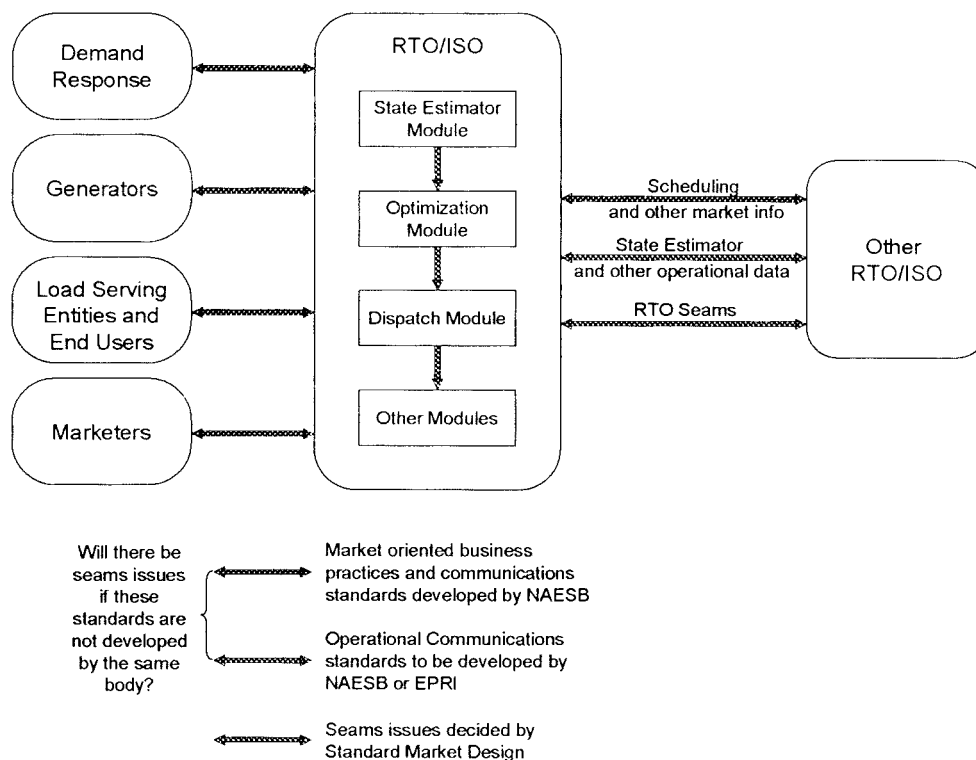 Demand
Response
Generators
Load Serving
Entities and
End Users
Marketers
RTO/ISO
State Estimator
Module
Optimization
Module
Dispatch Module
Other Modules
Scheduling
and other market info
State Estimator
and other operational data
RTO Seams
Other
RTO/ISO
Will there be
seams issues
if these
standards are
not developed
by the same
body?
Market oriented business
practices and communications
standards developed by NAESB
Operational Communications
standards to be developed by
NAESB or EPRI
Seams issues decided by
Standard Market Design